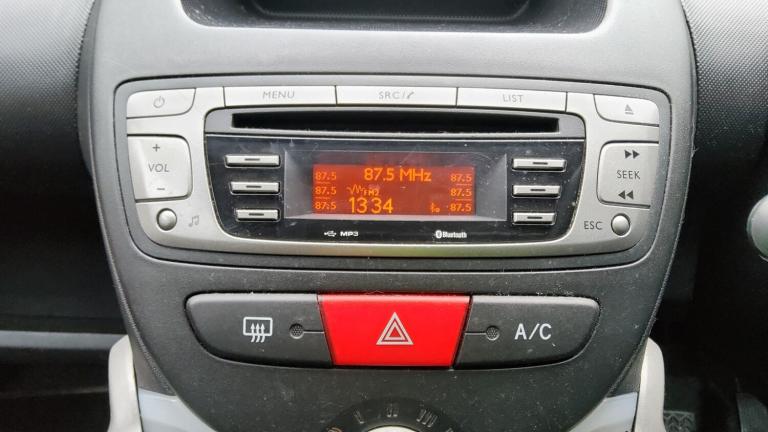 MENU SRC/ LIST
+
VOL
−
SEEK
ESC
87.5 87.5 MHz 87.5
87.5 FM2 87.5
87.5 13:34 87.5
MP3 Bluetooth
A/C